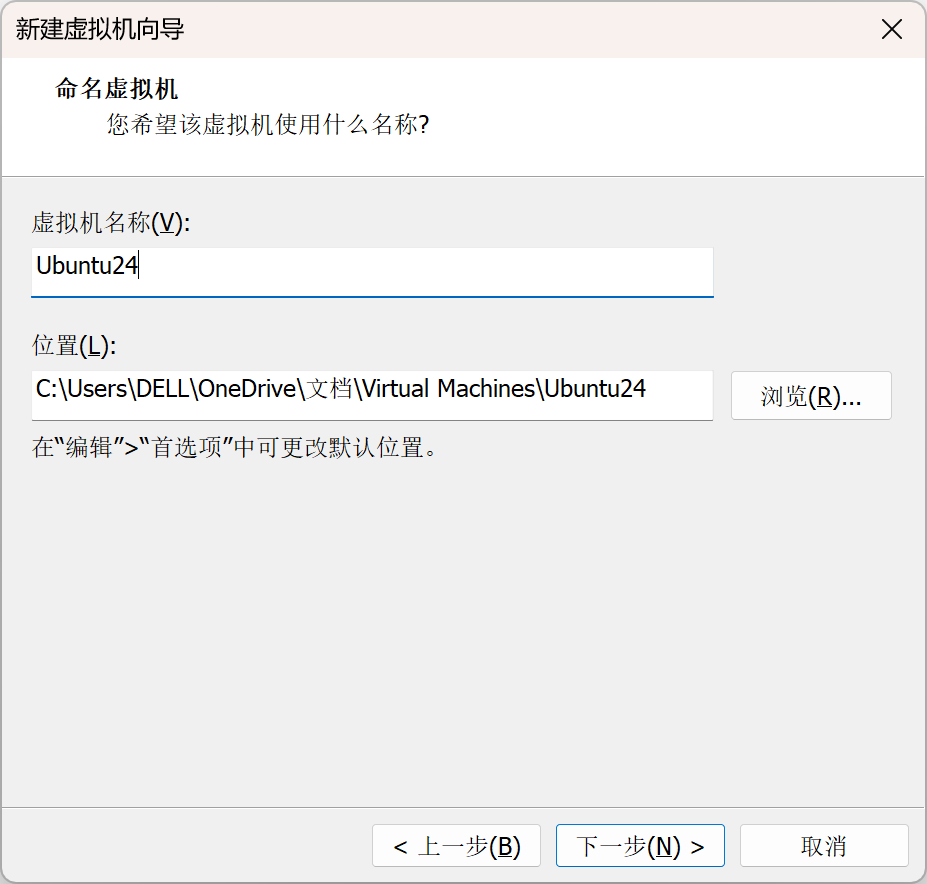 新建虚拟机向导
命名虚拟机
您希望该虚拟机使用什么名称?
虚拟机名称(V):
Ubuntu24
位置(L):
C:\Users\DELL\OneDrive\文档\Virtual Machines\Ubuntu24
浏览(R)...
在“编辑”>“首选项”中可更改默认位置。
< 上一步(B)
下一步(N) >
取消